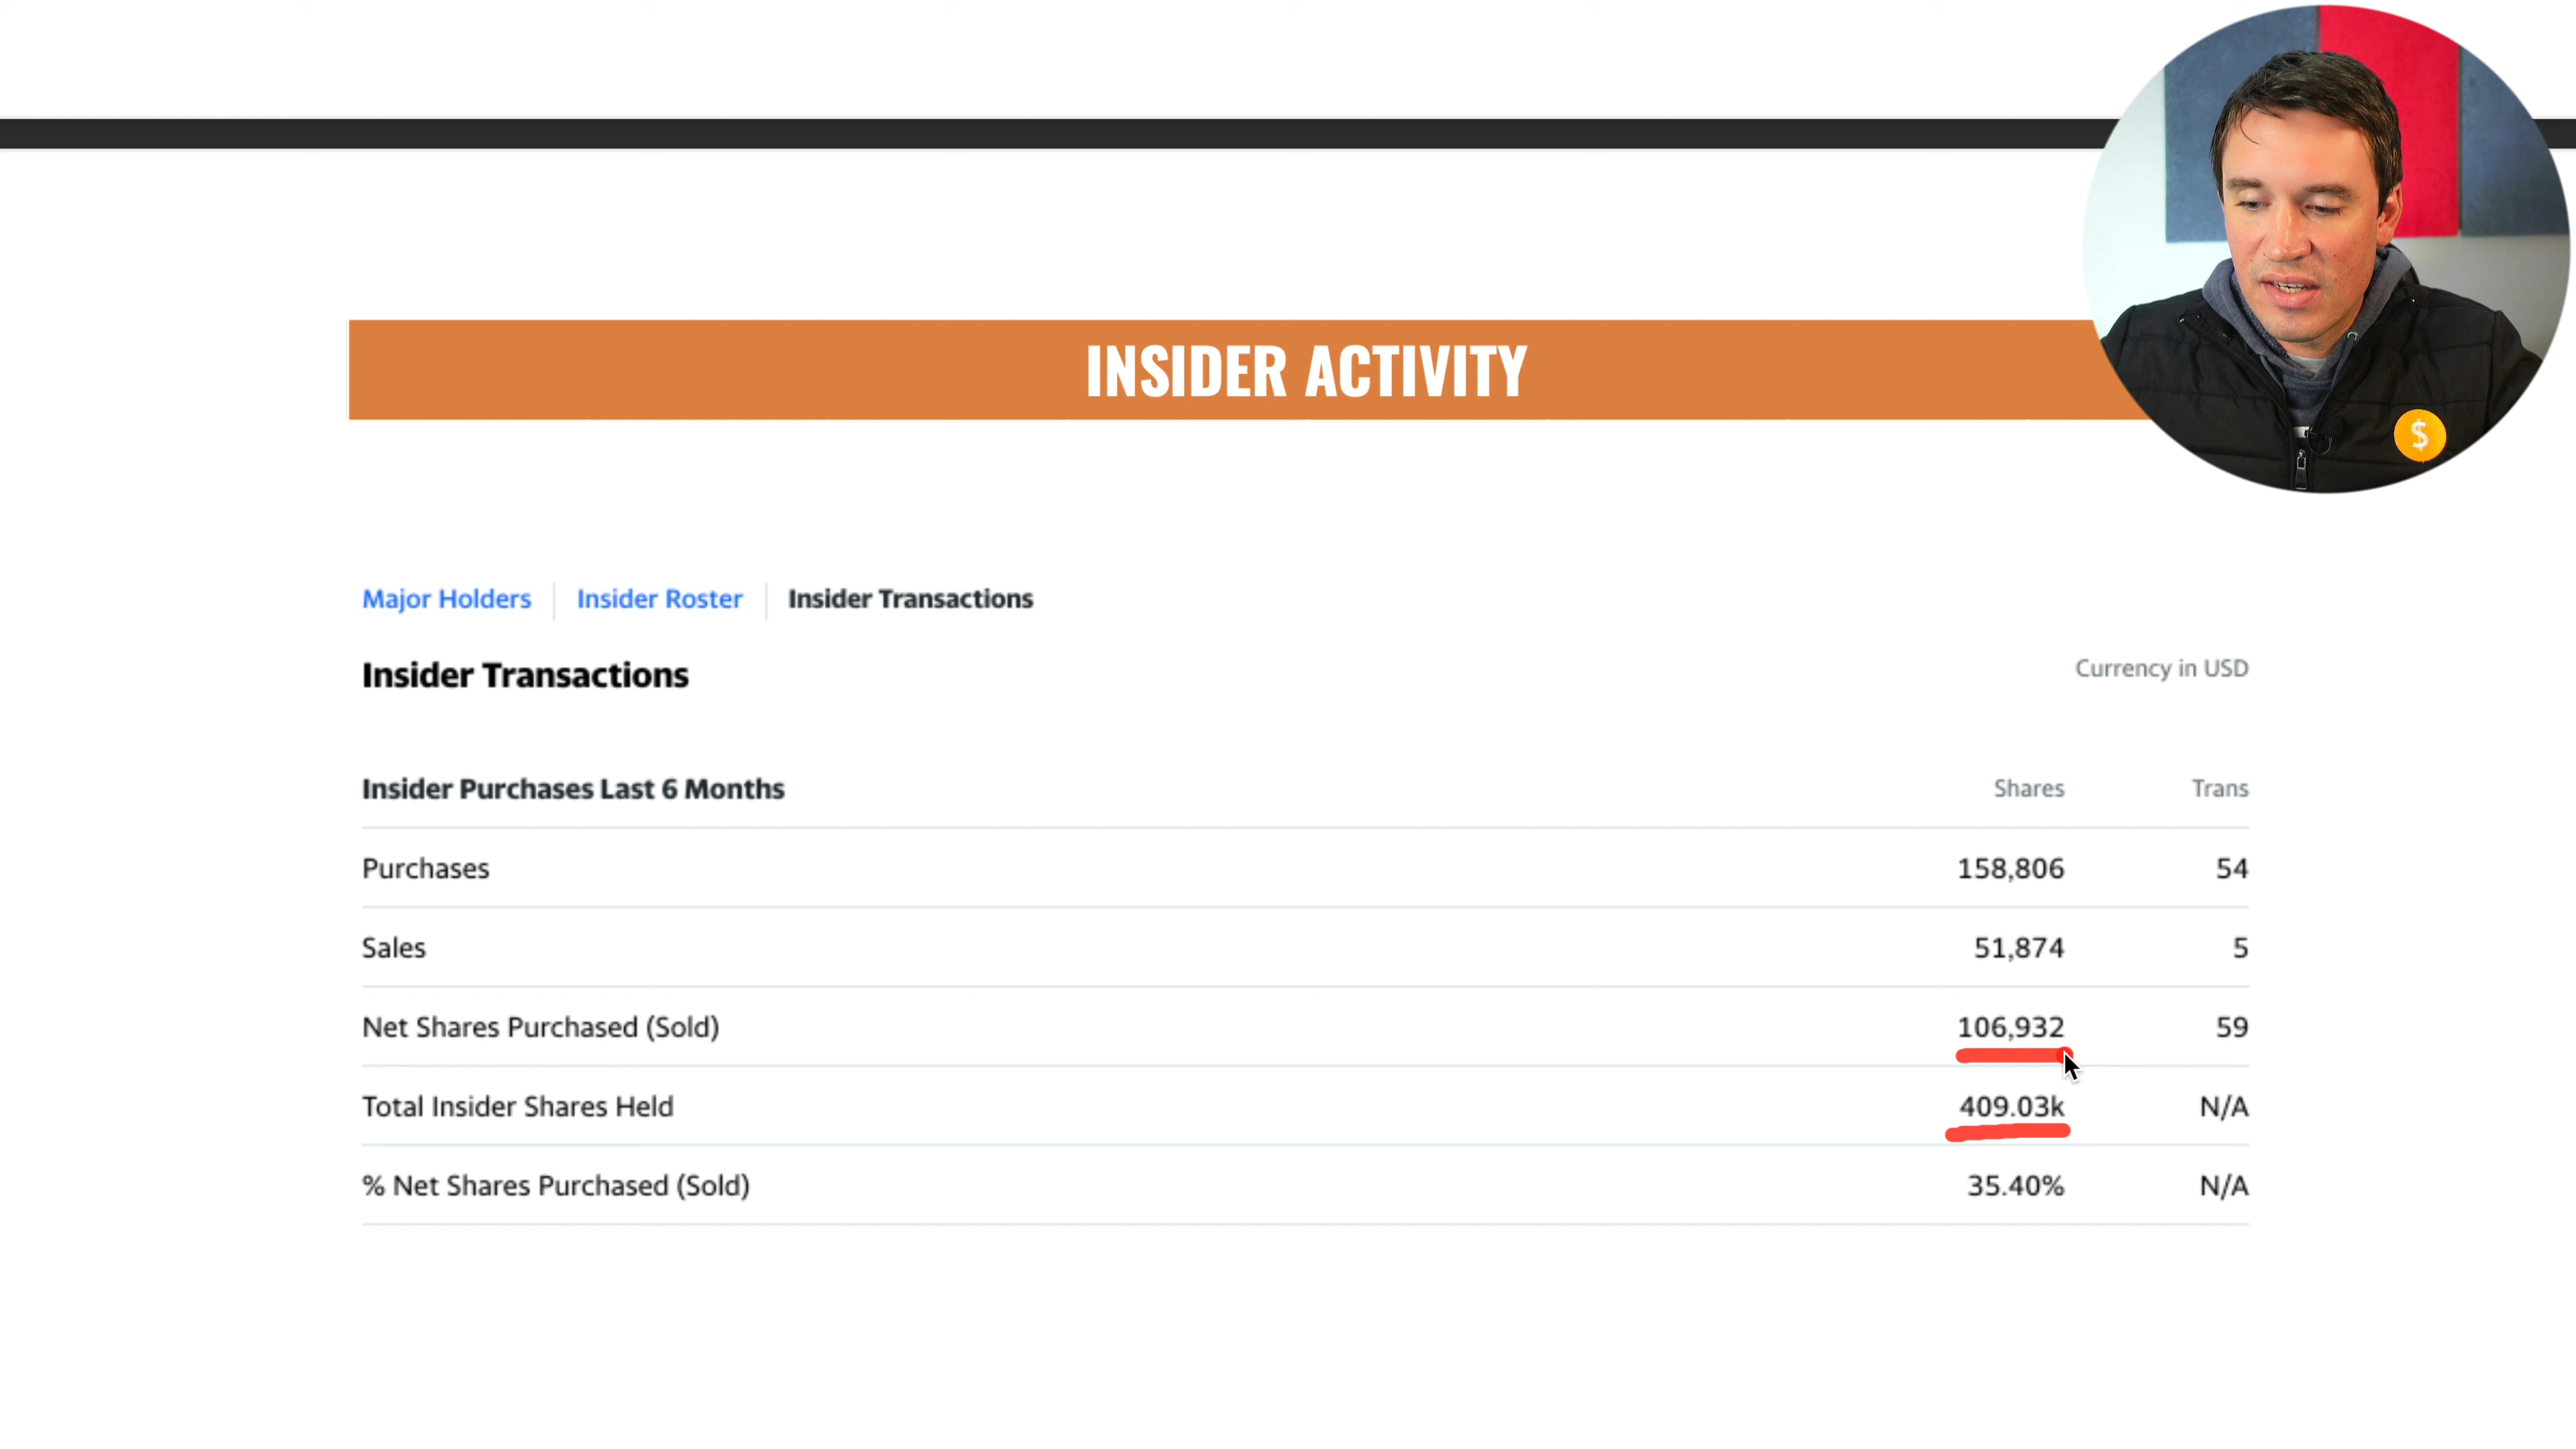 INSIDER ACTIVITY
$
Major Holders Insider Roster Insider Transactions
Insider Transactions Currency in USD
Insider Purchases Last 6 Months Shares Trans
Purchases 158,806 54
Sales 51,874 5
Net Shares Purchased (Sold) 106,932 59
Total Insider Shares Held 409.03k N/A
% Net Shares Purchased (Sold) 35.40% N/A